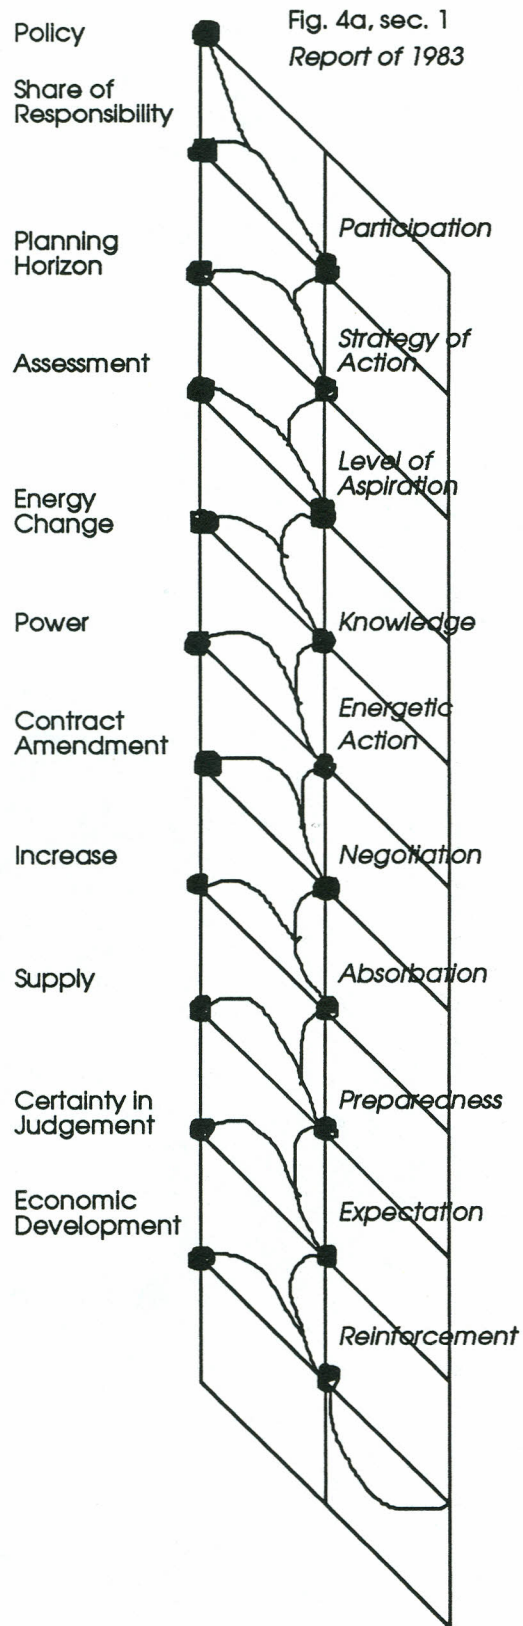 Fig. 4a, sec. 1
Report of 1983
Policy
Share of
Responsibility
Participation
Planning
Horizon
Strategy of
Action
Assessment
Level of
Aspiration
Energy
Change
Knowledge
Power
Energetic
Action
Contract
Amendment
Negotiation
Increase
Absorbation
Supply
Preparedness
Certainty in
Judgement
Expectation
Economic
Development
Reinforcement